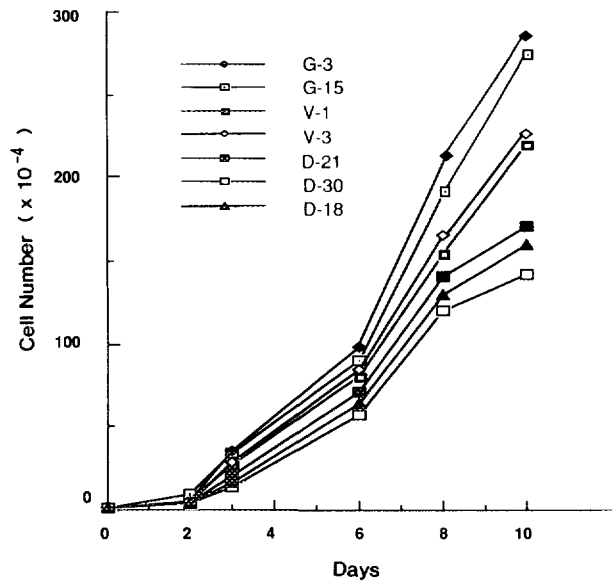 300
200
100
0
Cell Number ( x 10⁻⁴ )
G-3
G-15
V-1
V-3
D-21
D-30
D-18
0 2 4 6 8 10
Days